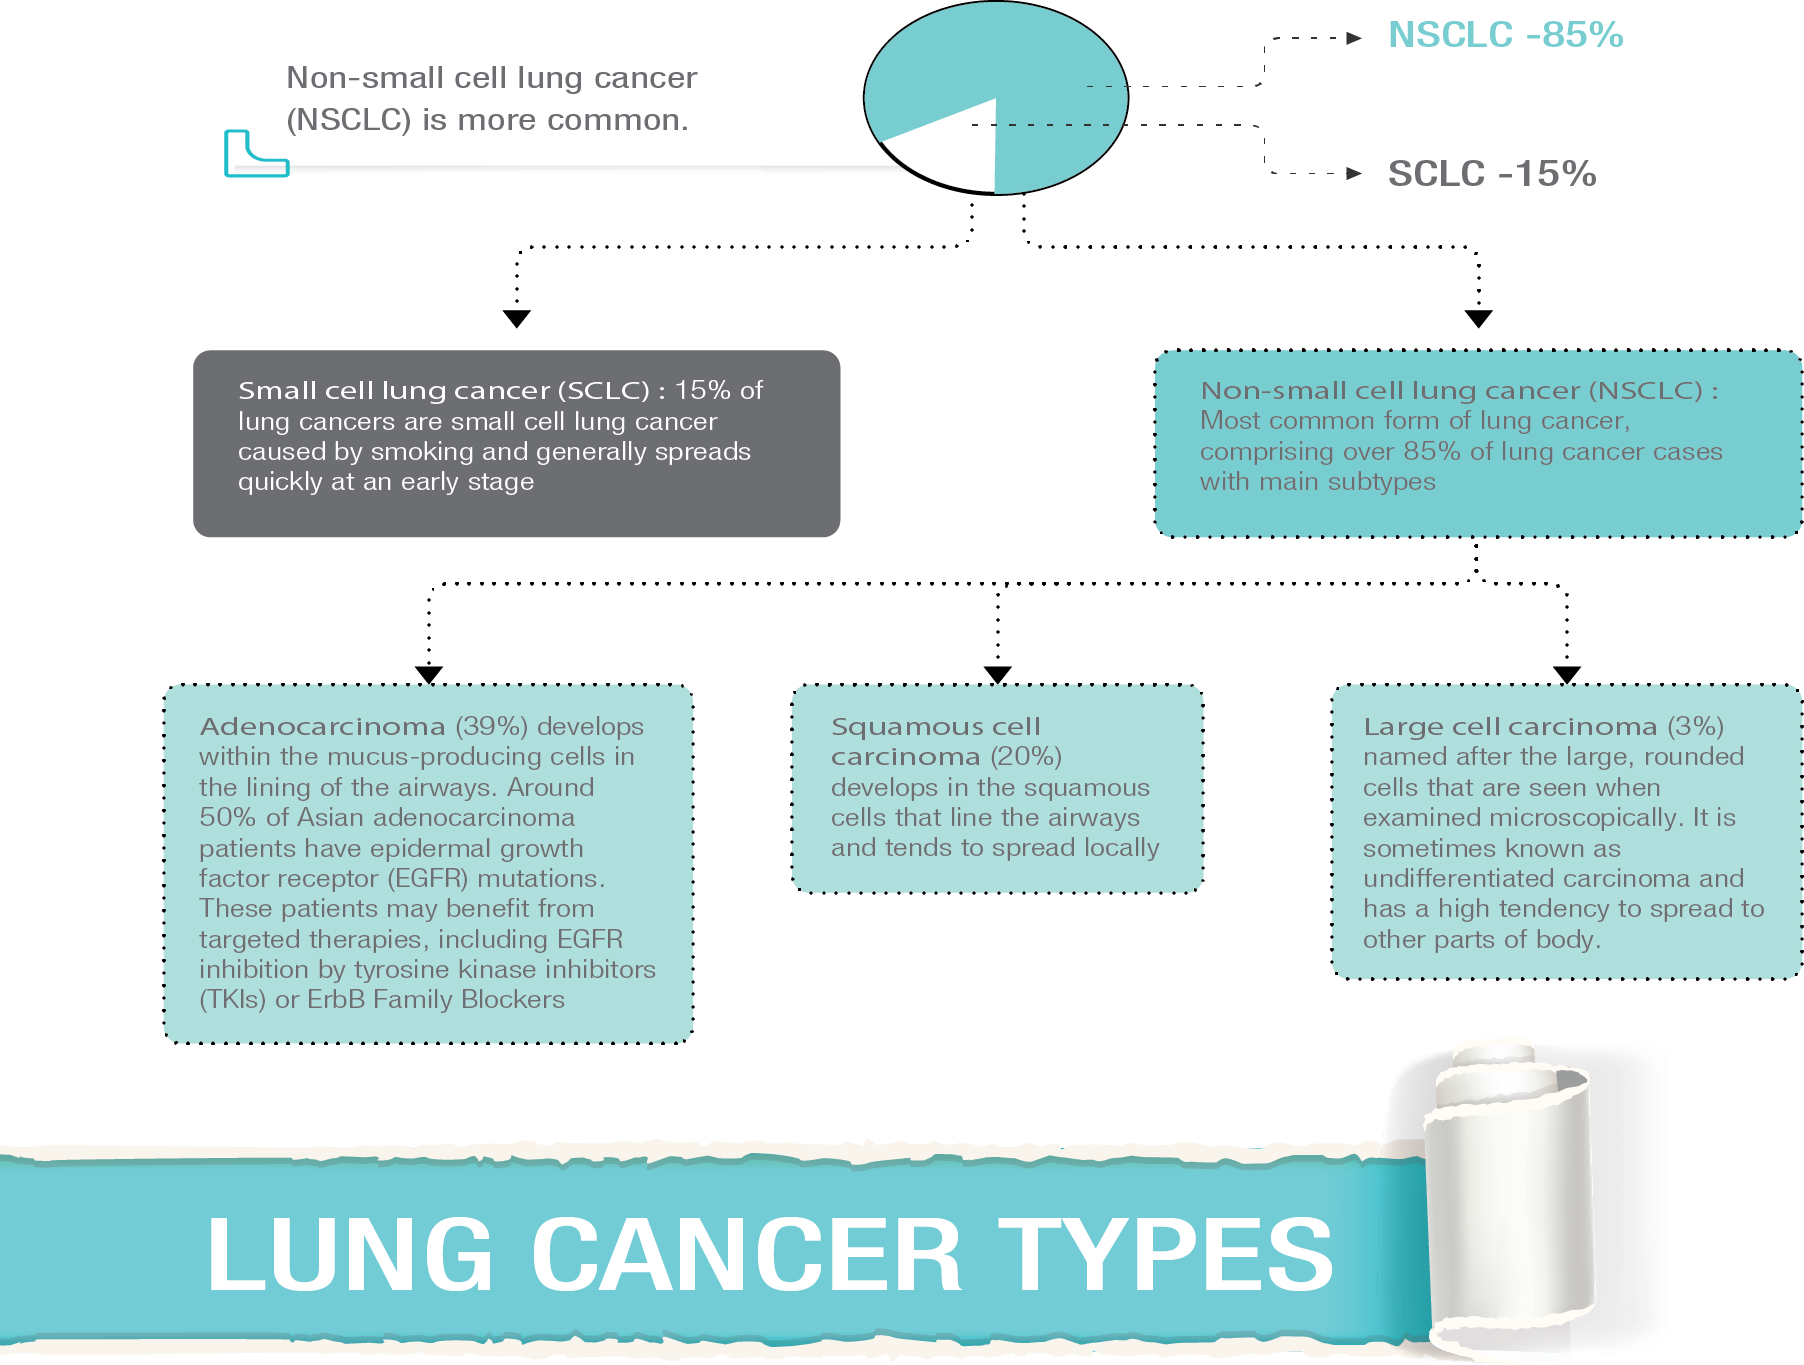 Non-small cell lung cancer
(NSCLC) is more common.
NSCLC -85%
SCLC -15%
Small cell lung cancer (SCLC) : 15% of
lung cancers are small cell lung cancer
caused by smoking and generally spreads
quickly at an early stage
Non-small cell lung cancer (NSCLC) :
Most common form of lung cancer,
comprising over 85% of lung cancer cases
with main subtypes
Adenocarcinoma (39%) develops
within the mucus-producing cells in
the lining of the airways. Around
50% of Asian adenocarcinoma
patients have epidermal growth
factor receptor (EGFR) mutations.
These patients may benefit from
targeted therapies, including EGFR
inhibition by tyrosine kinase inhibitors
(TKIs) or ErbB Family Blockers
Squamous cell
carcinoma (20%)
develops in the squamous
cells that line the airways
and tends to spread locally
Large cell carcinoma (3%)
named after the large, rounded
cells that are seen when
examined microscopically. It is
sometimes known as
undifferentiated carcinoma and
has a high tendency to spread to
other parts of body.
LUNG CANCER TYPES